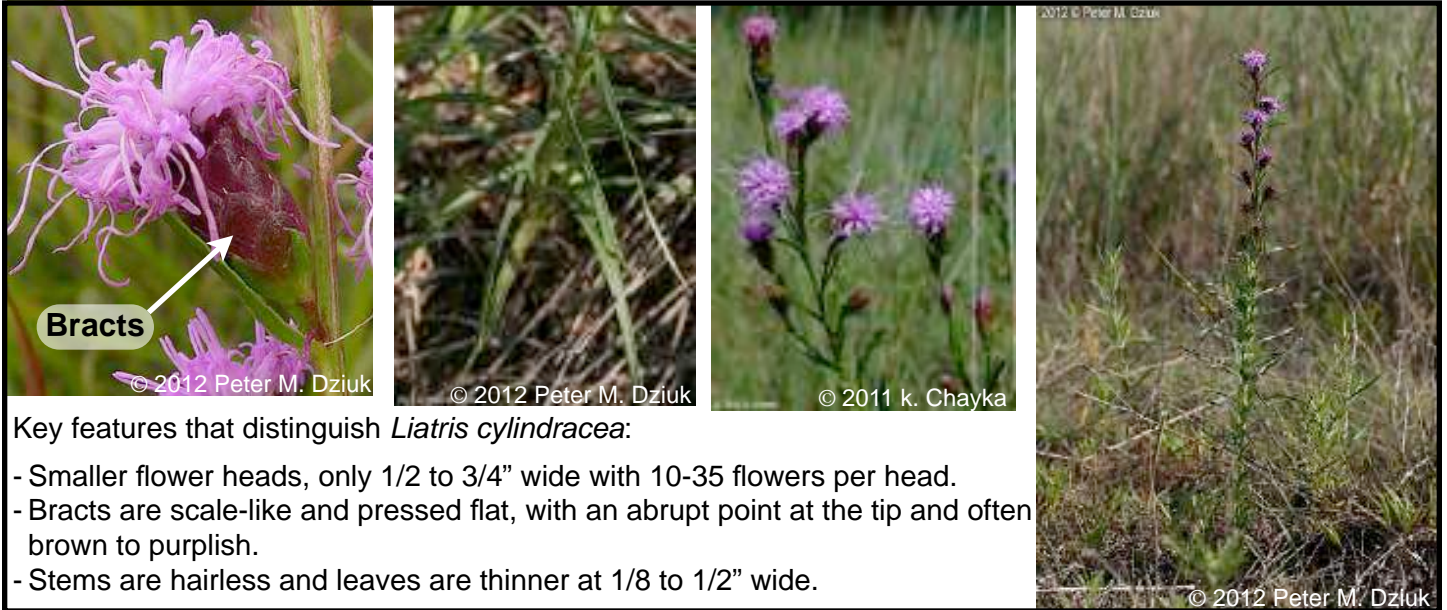 2012 © Peter M. Dziuk
Bracts
© 2012 Peter M. Dziuk
© 2012 Peter M. Dziuk
© 2011 k. Chayka
© 2012 Peter M. Dziuk
Key features that distinguish Liatris cylindracea:
- Smaller flower heads, only 1/2 to 3/4” wide with 10-35 flowers per head.
- Bracts are scale-like and pressed flat, with an abrupt point at the tip and often
brown to purplish.
- Stems are hairless and leaves are thinner at 1/8 to 1/2” wide.